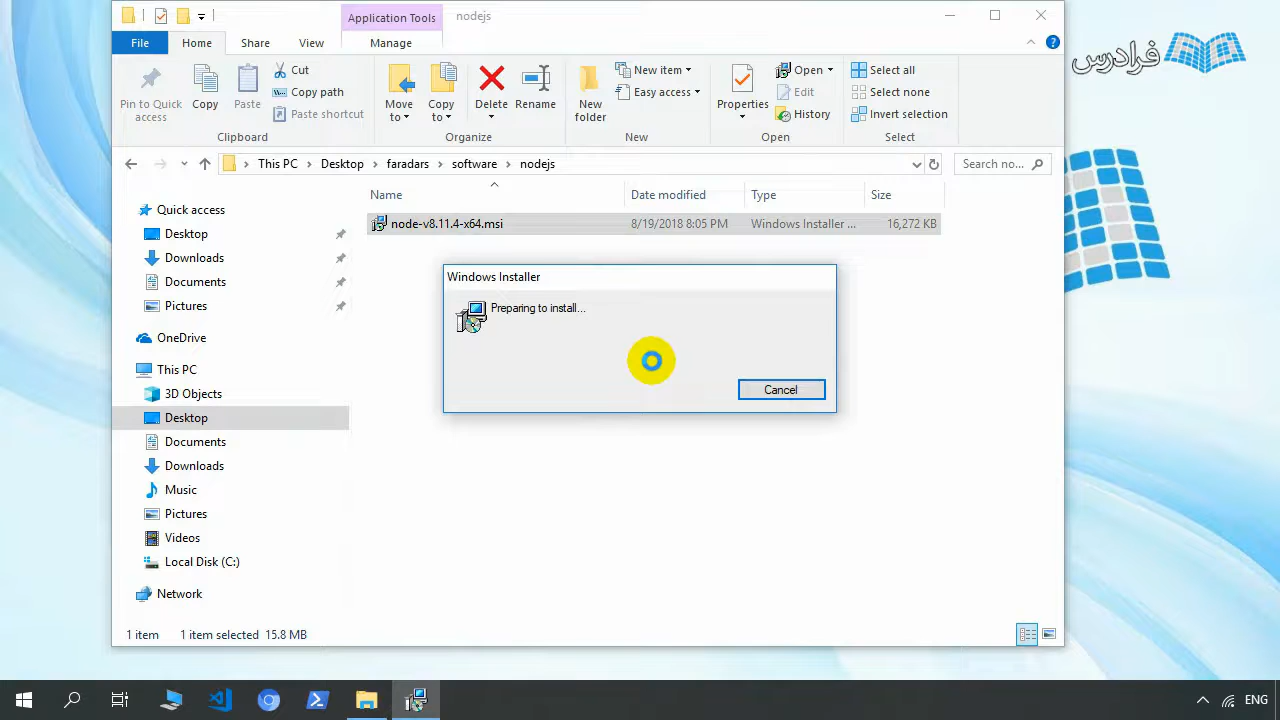 Application Tools
nodejs
File
Home
Share
View
Manage
Pin to Quick access
Copy
Paste
Cut
Copy path
Paste shortcut
Clipboard
Move to
Copy to
Delete
Rename
Organize
New folder
New item
Easy access
New
Properties
Open
Edit
History
Open
Select all
Select none
Invert selection
Select
فرادرس
This PC
Desktop
faradars
software
nodejs
Search no...
Name
Date modified
Type
Size
node-v8.11.4-x64.msi
8/19/2018 8:05 PM
Windows Installer ...
16,272 KB
Quick access
Desktop
Downloads
Documents
Pictures
OneDrive
This PC
3D Objects
Desktop
Documents
Downloads
Music
Pictures
Videos
Local Disk (C:)
Network
Windows Installer
Preparing to install...
Cancel
1 item
1 item selected 15.8 MB
ENG